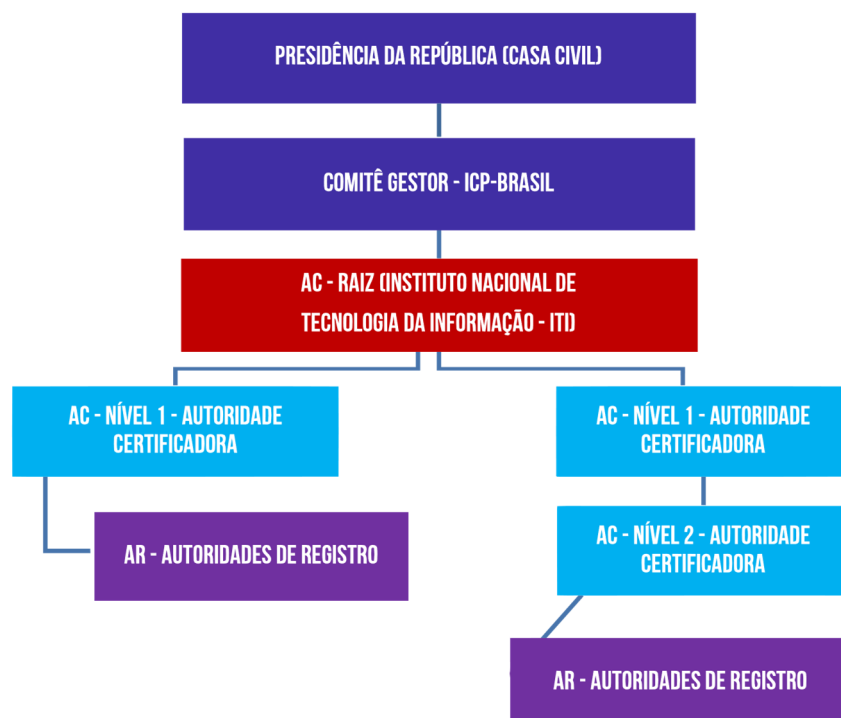 PRESIDÊNCIA DA REPÚBLICA (CASA CIVIL)
COMITÊ GESTOR - ICP-BRASIL
AC - RAIZ (INSTITUTO NACIONAL DE
TECNOLOGIA DA INFORMAÇÃO - ITI)
AC - NÍVEL 1 - AUTORIDADE
CERTIFICADORA
AC - NÍVEL 1 - AUTORIDADE
CERTIFICADORA
AR - AUTORIDADES DE REGISTRO
AC - NÍVEL 2 - AUTORIDADE
CERTIFICADORA
AR - AUTORIDADES DE REGISTRO